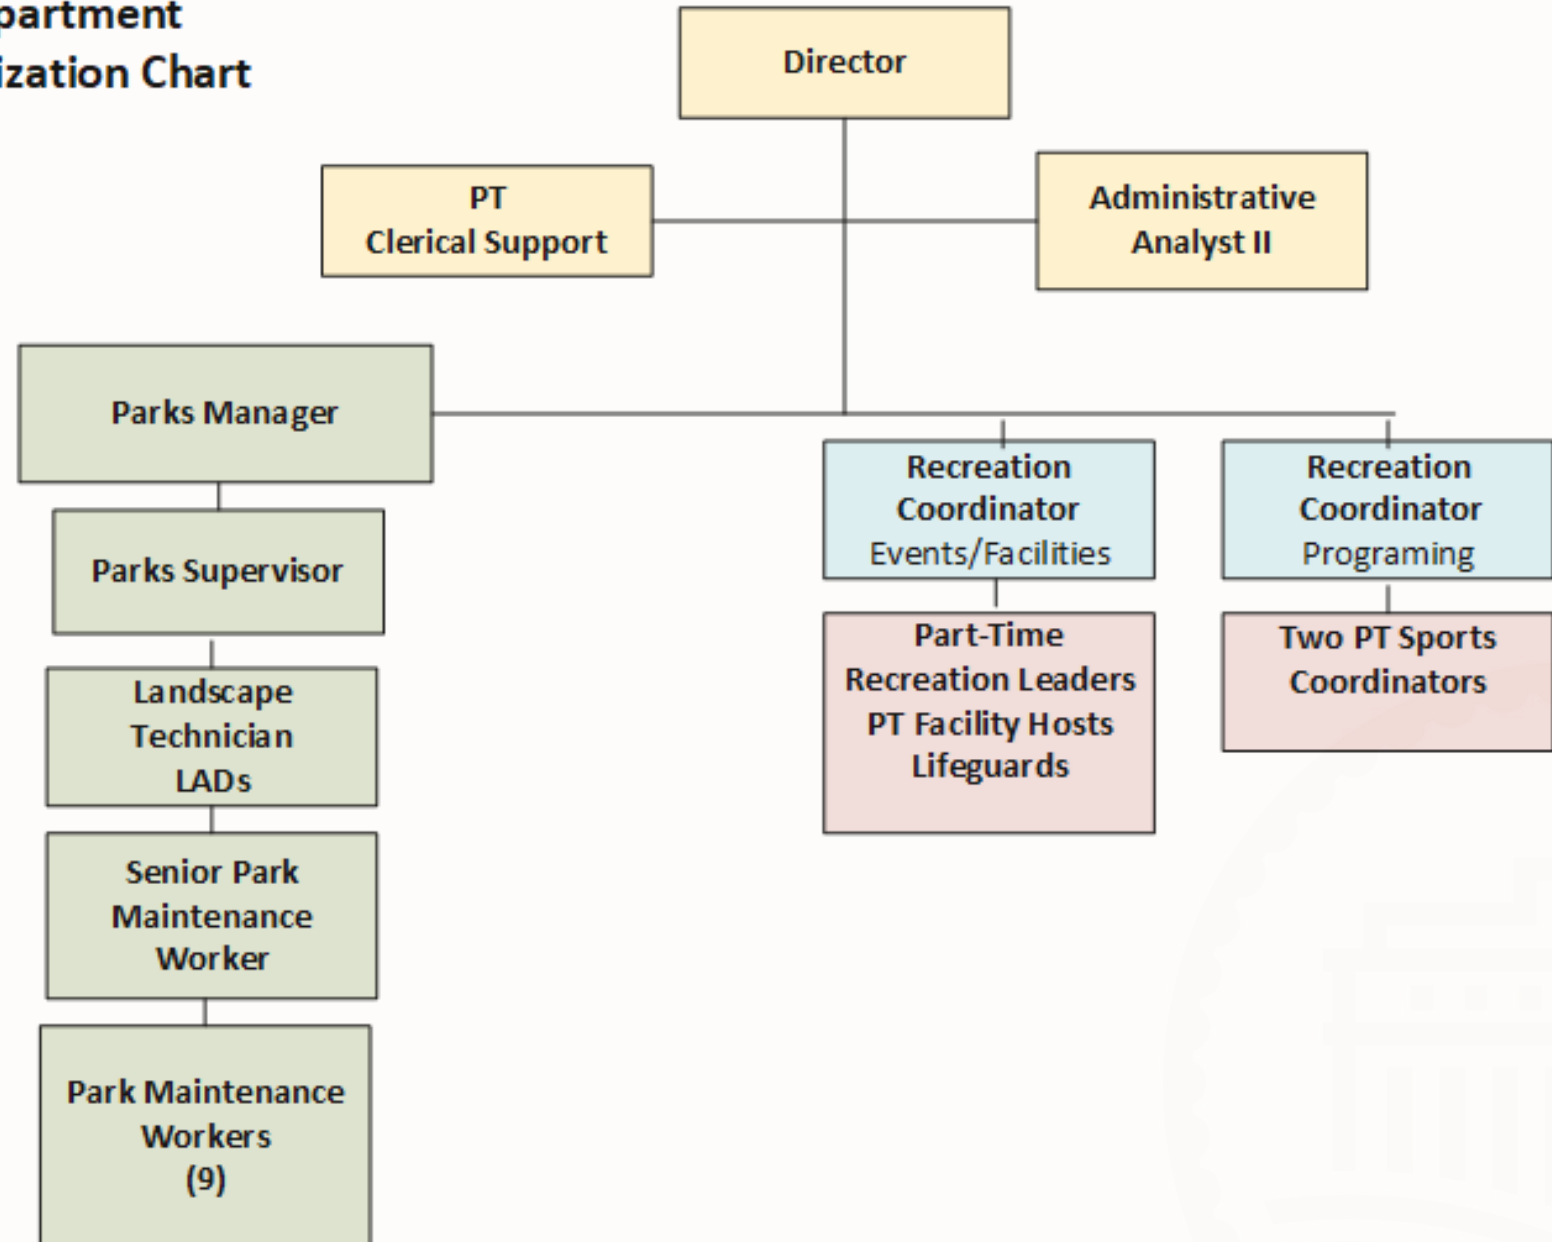 partment
ization Chart
Director
PT
Clerical Support
Administrative
Analyst II
Parks Manager
Recreation
Coordinator
Events/Facilities
Recreation
Coordinator
Programing
Parks Supervisor
Part-Time
Recreation Leaders
PT Facility Hosts
Lifeguards
Two PT Sports
Coordinators
Landscape
Technician
LADs
Senior Park
Maintenance
Worker
Park Maintenance
Workers
(9)